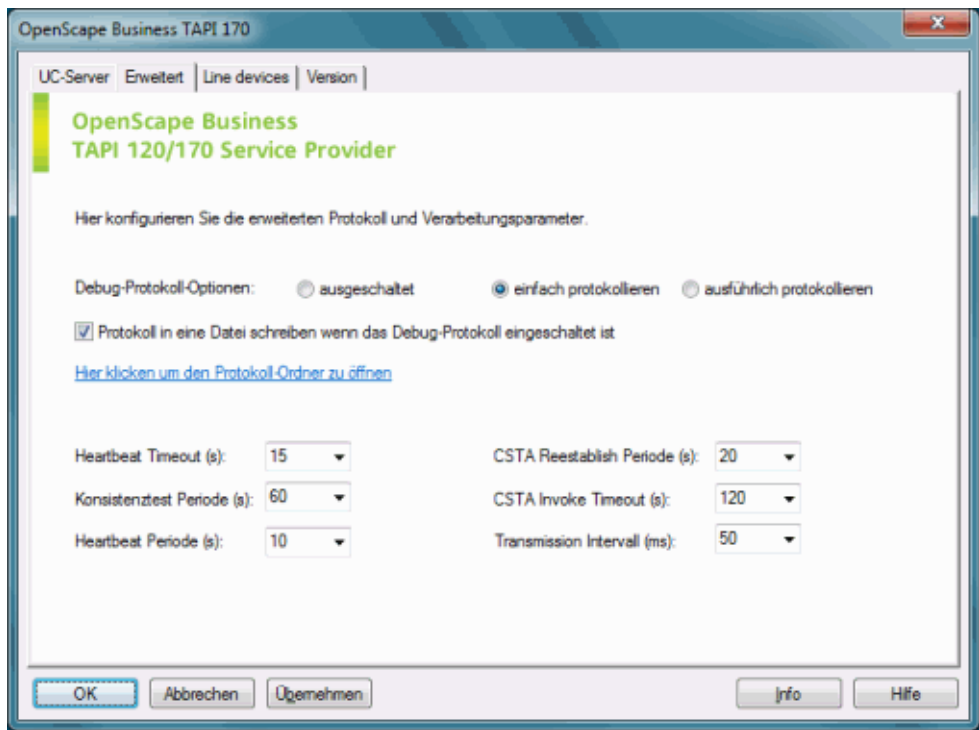 OpenScape Business TAPI 170
UC-Server Erweitert Line devices Version
OpenScape Business
TAPI 120/170 Service Provider
Hier konfigurieren Sie die erweiterten Protokoll und Verarbeitungsparameter.
Debug-Protokoll-Optionen: ausgeschaltet einfach protokollieren ausführlich protokollieren
Protokoll in eine Datei schreiben wenn das Debug-Protokoll eingeschaltet ist
Hier klicken um den Protokoll-Ordner zu öffnen
Heartbeat Timeout (s): 15 CSTA Reestablish Periode (s): 20
Konsistenztest Periode (s): 60 CSTA Invoke Timeout (s): 120
Heartbeat Periode (s): 10 Transmission Intervall (ms): 50
OK Abbrechen Übernehmen Info Hilfe